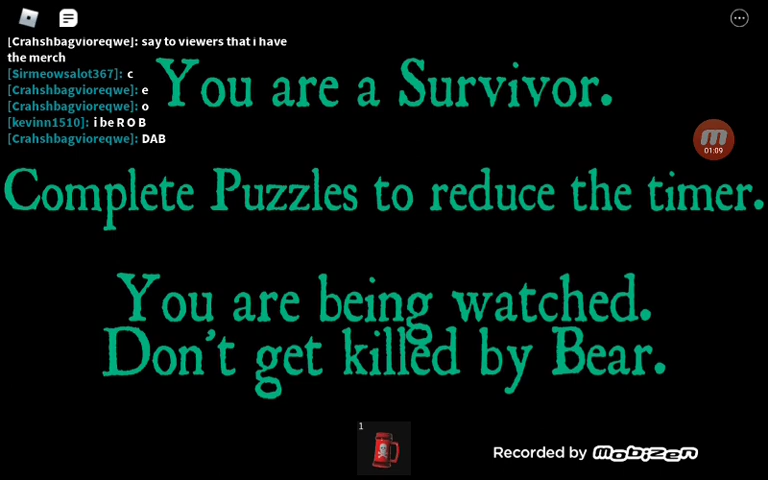 [Crahshbagvioreqwe]: say to viewers that i have
the merch
[Sirmeowsalot367]: c
[Crahshbagvioreqwe]: e
[Crahshbagvioreqwe]: o
[kevinn1510]: i be R O B
[Crahshbagvioreqwe]: DAB
You are a Survivor.
01:09
Complete Puzzles to reduce the timer.
You are being watched.
Don't get killed by Bear.
1
Recorded by Mobizen